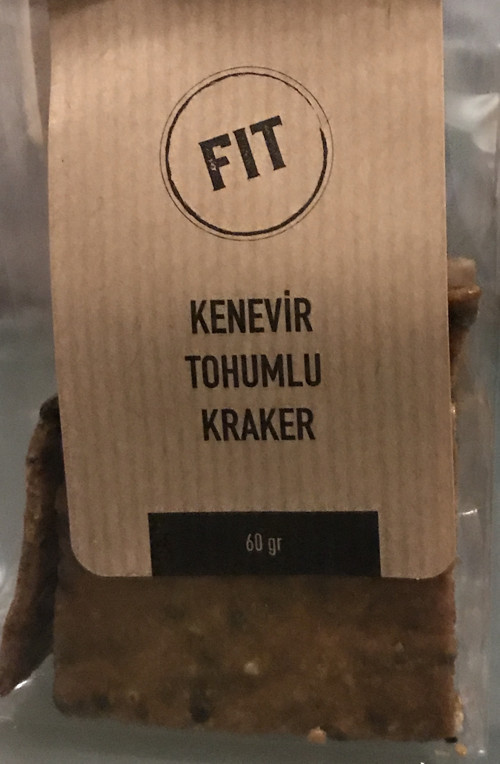 FIT
KENEVİR
TOHUMLU
KRAKER
60 gr